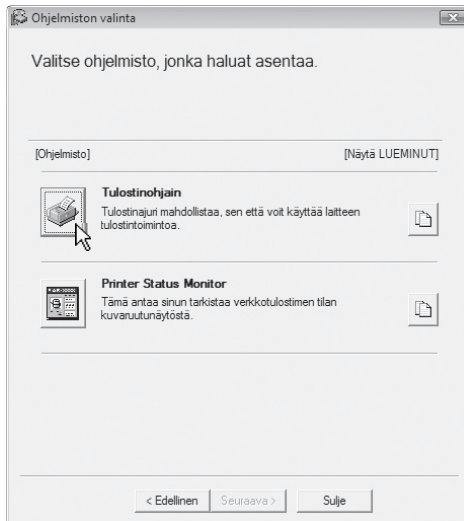 Ohjelmiston valinta
Valitse ohjelmisto, jonka haluat asentaa.
[Ohjelmisto] [Näytä LUEMINUT]
Tulostinohjain
Tulostinajuri mahdollistaa, sen että voit käyttää laitteen
tulostintoimintoa.
Printer Status Monitor
Tämä antaa sinun tarkistaa verkkotulostimen tilan
kuvaruutunäytöstä.
< Edellinen Seuraava > Sulje